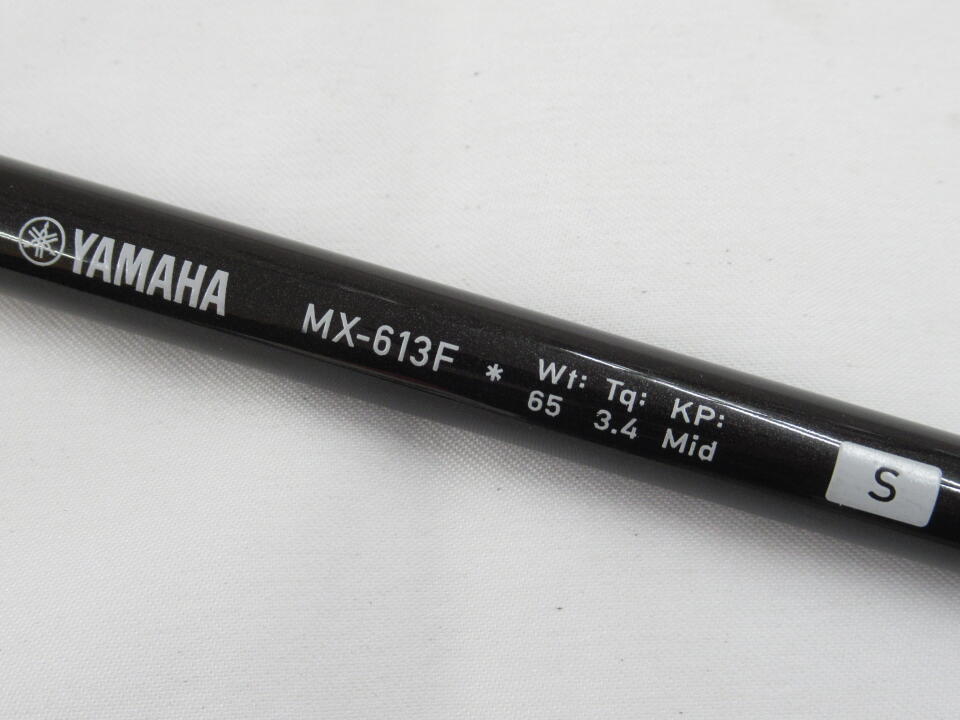 YAMAHA MX-613F * Wt: Tq: KP:
65 3.4 Mid
S